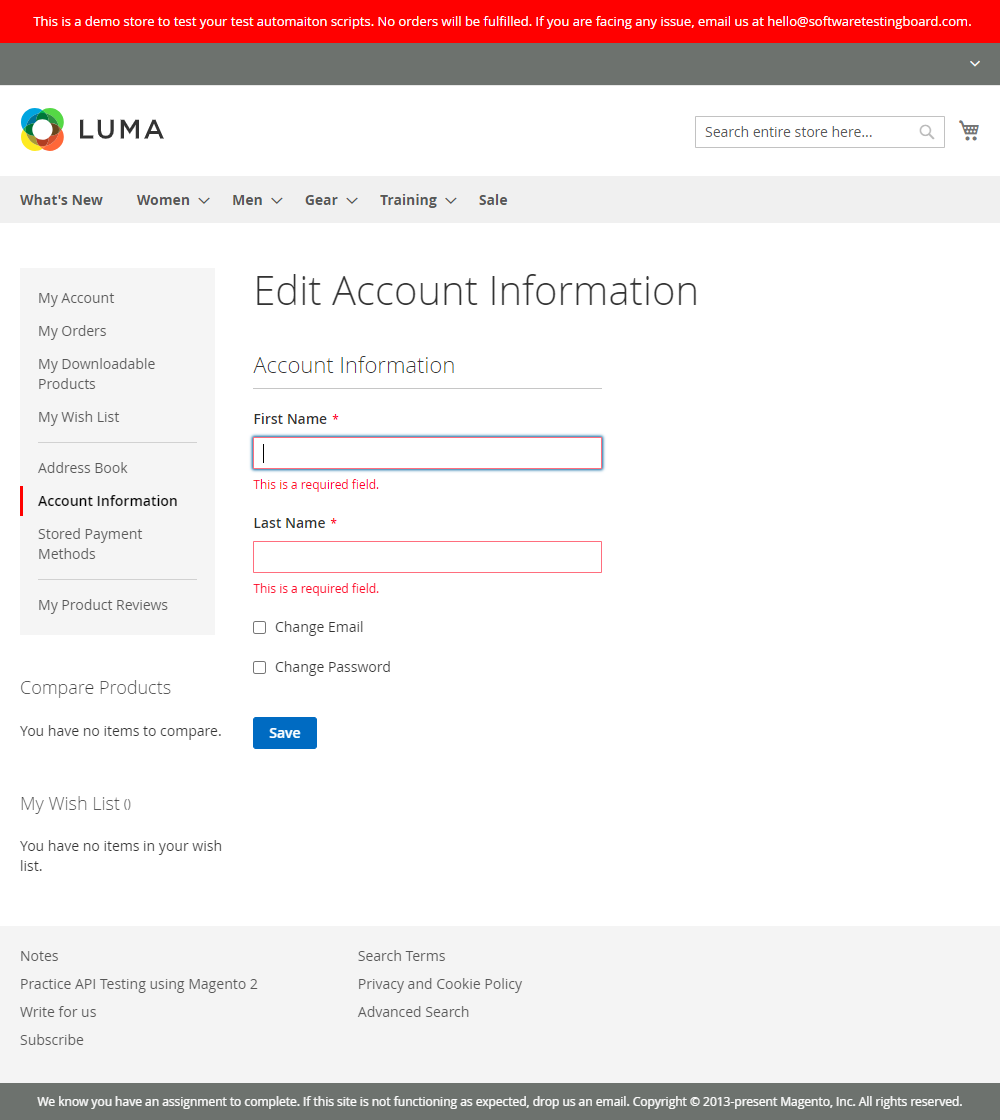 This is a demo store to test your test automaiton scripts. No orders will be fulfilled. If you are facing any issue, email us at hello@softwaretestingboard.com.
LUMA
Search entire store here...
What's New Women Men Gear Training Sale
My Account
My Orders
My Downloadable
Products
My Wish List
Address Book
Account Information
Stored Payment
Methods
My Product Reviews
Compare Products
You have no items to compare.
My Wish List ()
You have no items in your wish
list.
Edit Account Information
Account Information
First Name *
This is a required field.
Last Name *
This is a required field.
Change Email
Change Password
Save
Notes
Practice API Testing using Magento 2
Write for us
Subscribe
Search Terms
Privacy and Cookie Policy
Advanced Search
We know you have an assignment to complete. If this site is not functioning as expected, drop us an email. Copyright © 2013-present Magento, Inc. All rights reserved.